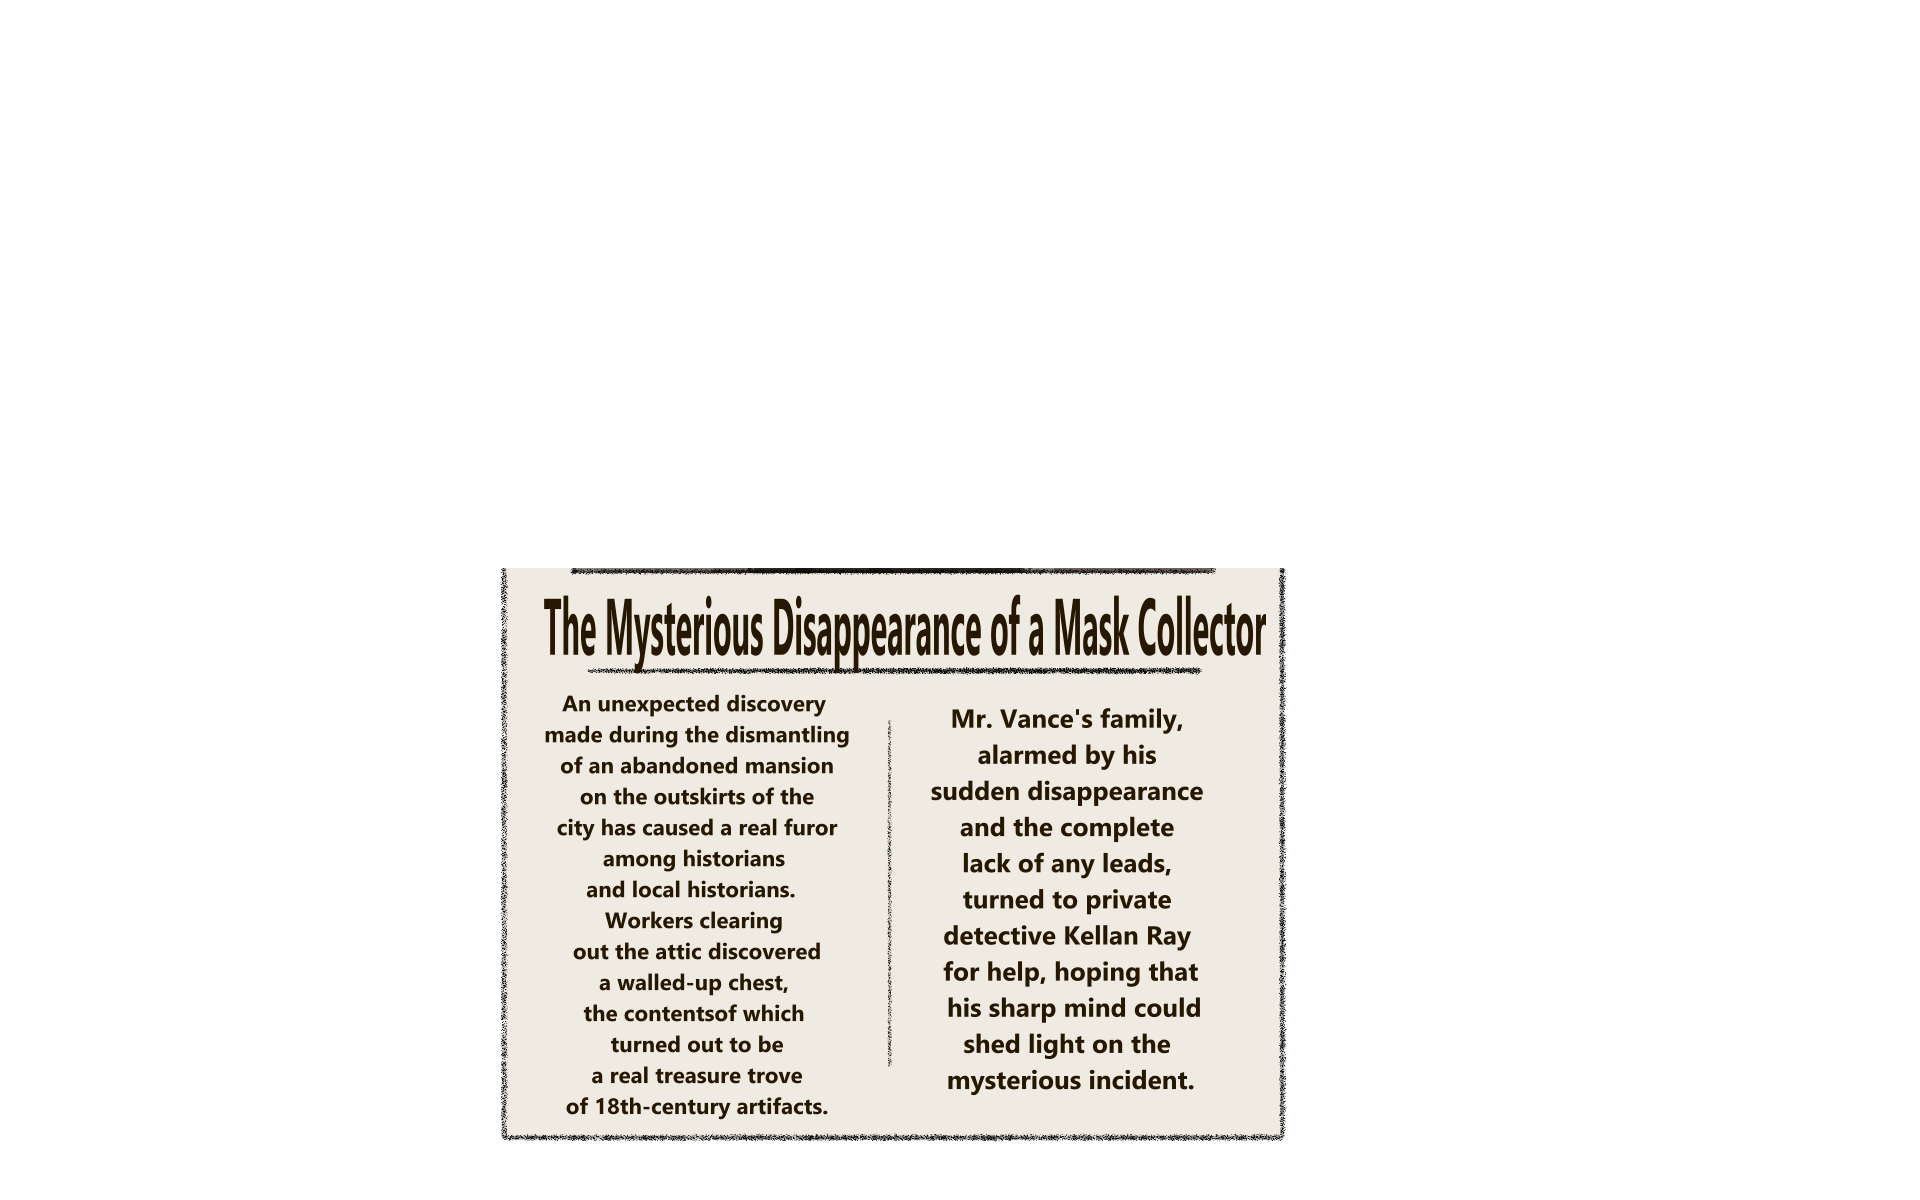 The Mysterious Disappearance of a Mask Collector
An unexpected discovery
made during the dismantling
of an abandoned mansion
on the outskirts of the
city has caused a real furor
among historians
and local historians.
Workers clearing
out the attic discovered
a walled-up chest,
the contentsof which
turned out to be
a real treasure trove
of 18th-century artifacts.
Mr. Vance's family,
alarmed by his
sudden disappearance
and the complete
lack of any leads,
turned to private
detective Kellan Ray
for help, hoping that
his sharp mind could
shed light on the
mysterious incident.